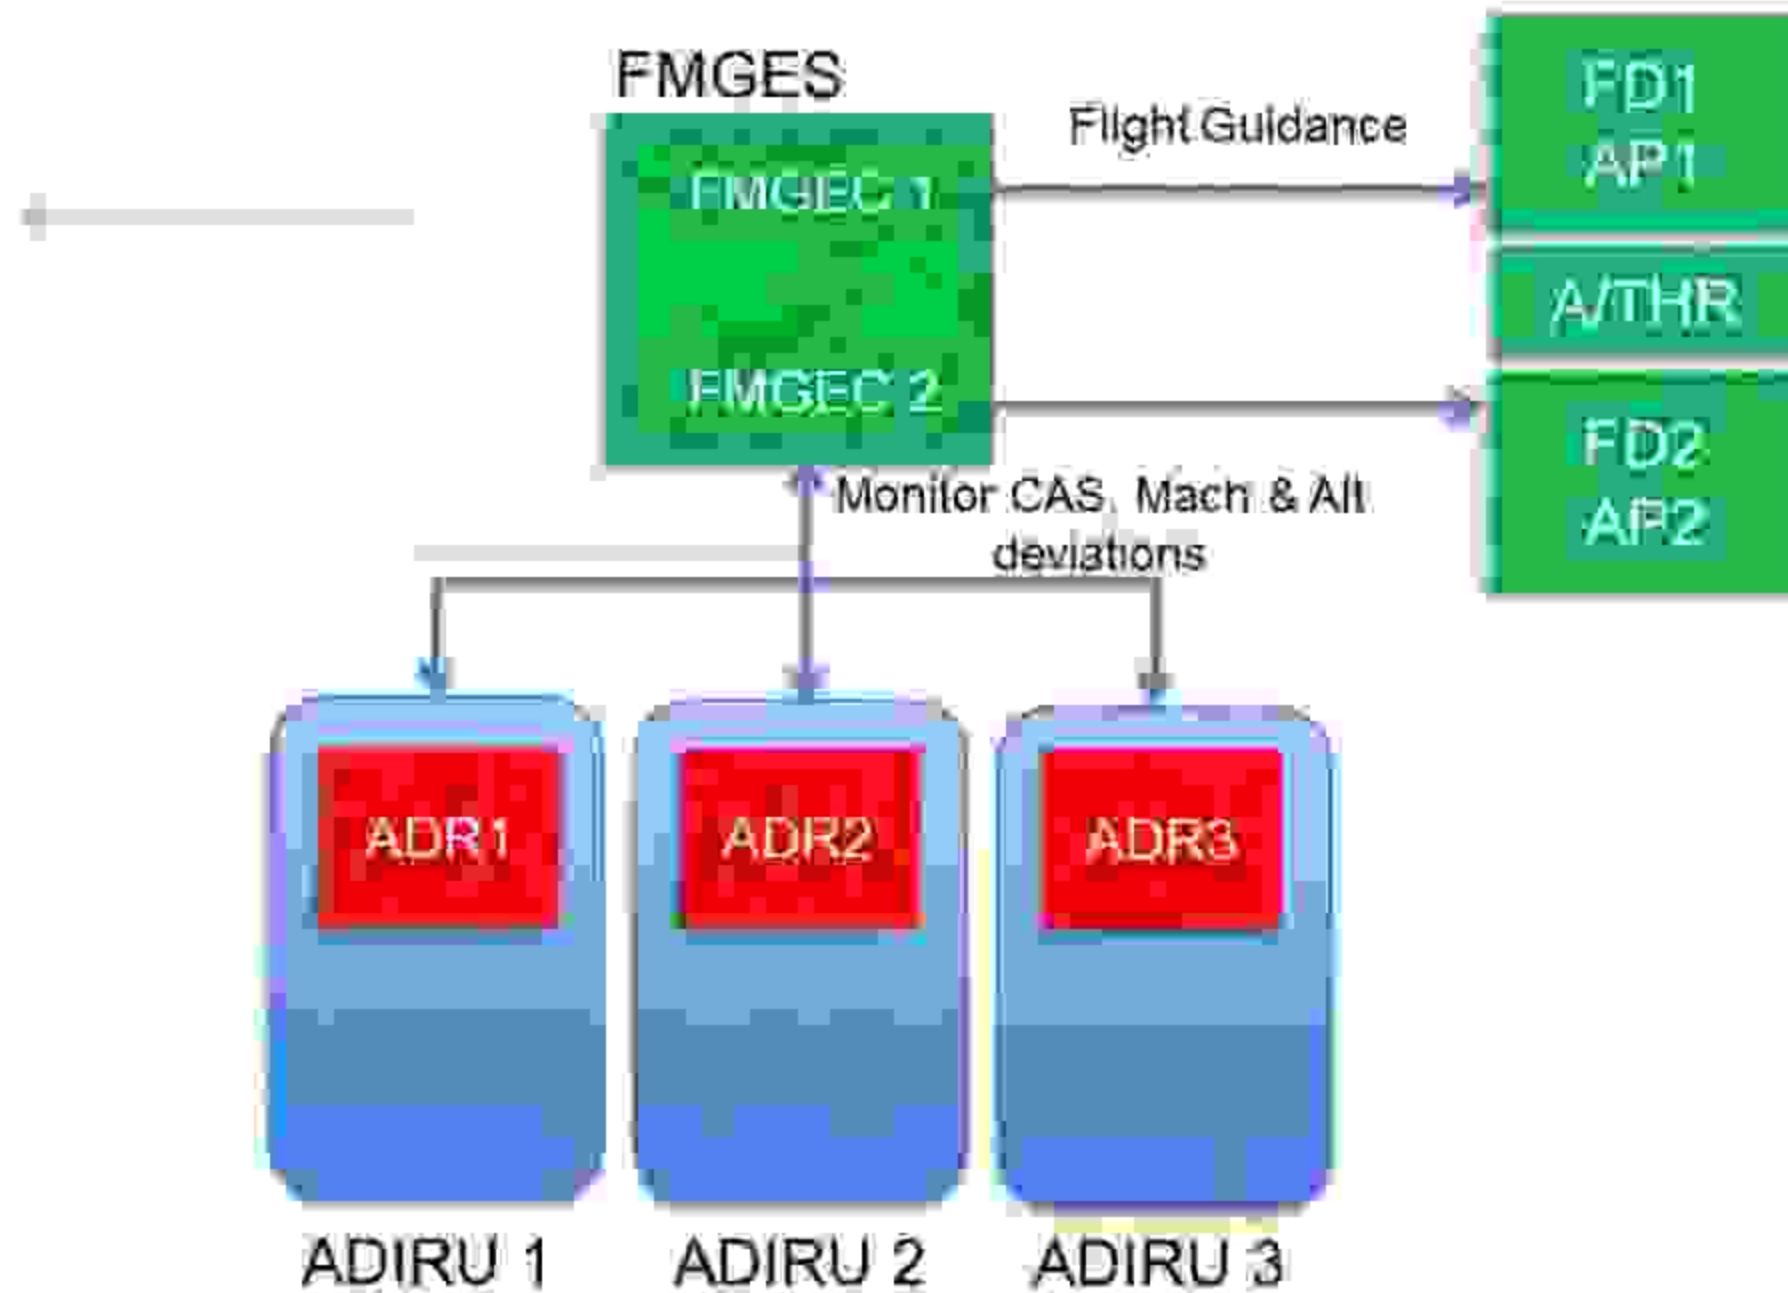 FMGES
FMGEC 1
FMGEC 2
Flight Guidance
FD1
AP1
A/THR
FD2
AP2
Monitor CAS, Mach & Alt
deviations
ADR1
ADR2
ADR3
ADIRU 1
ADIRU 2
ADIRU 3